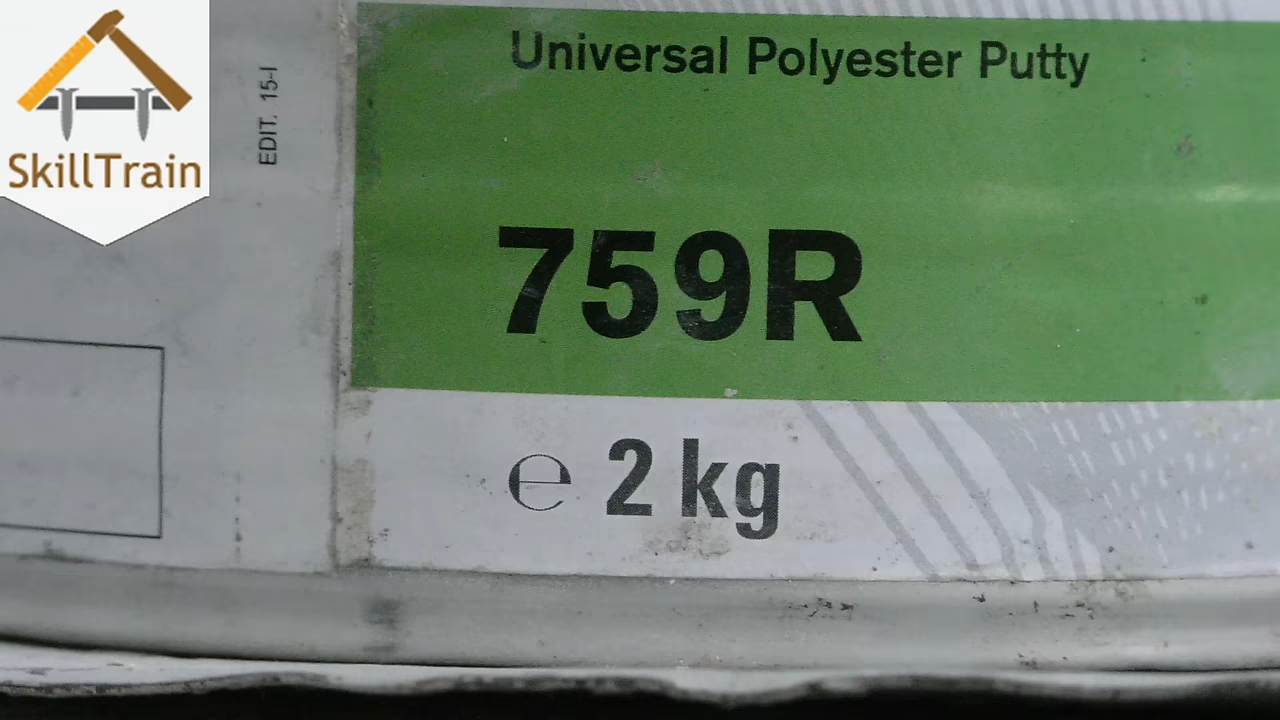 SkillTrain
EDIT. 15-I
Universal Polyester Putty
759R
℮ 2 kg